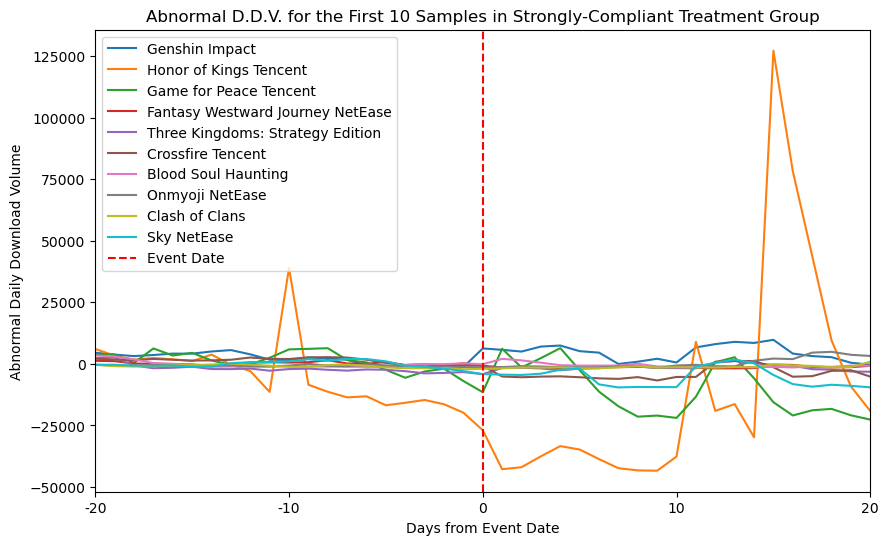 Abnormal D.D.V. for the First 10 Samples in Strongly-Compliant Treatment Group
Abnormal Daily Download Volume
125000
100000
75000
50000
25000
0
−25000
−50000
Genshin Impact
Honor of Kings Tencent
Game for Peace Tencent
Fantasy Westward Journey NetEase
Three Kingdoms: Strategy Edition
Crossfire Tencent
Blood Soul Haunting
Onmyoji NetEase
Clash of Clans
Sky NetEase
Event Date
-20
-10
0
10
20
Days from Event Date